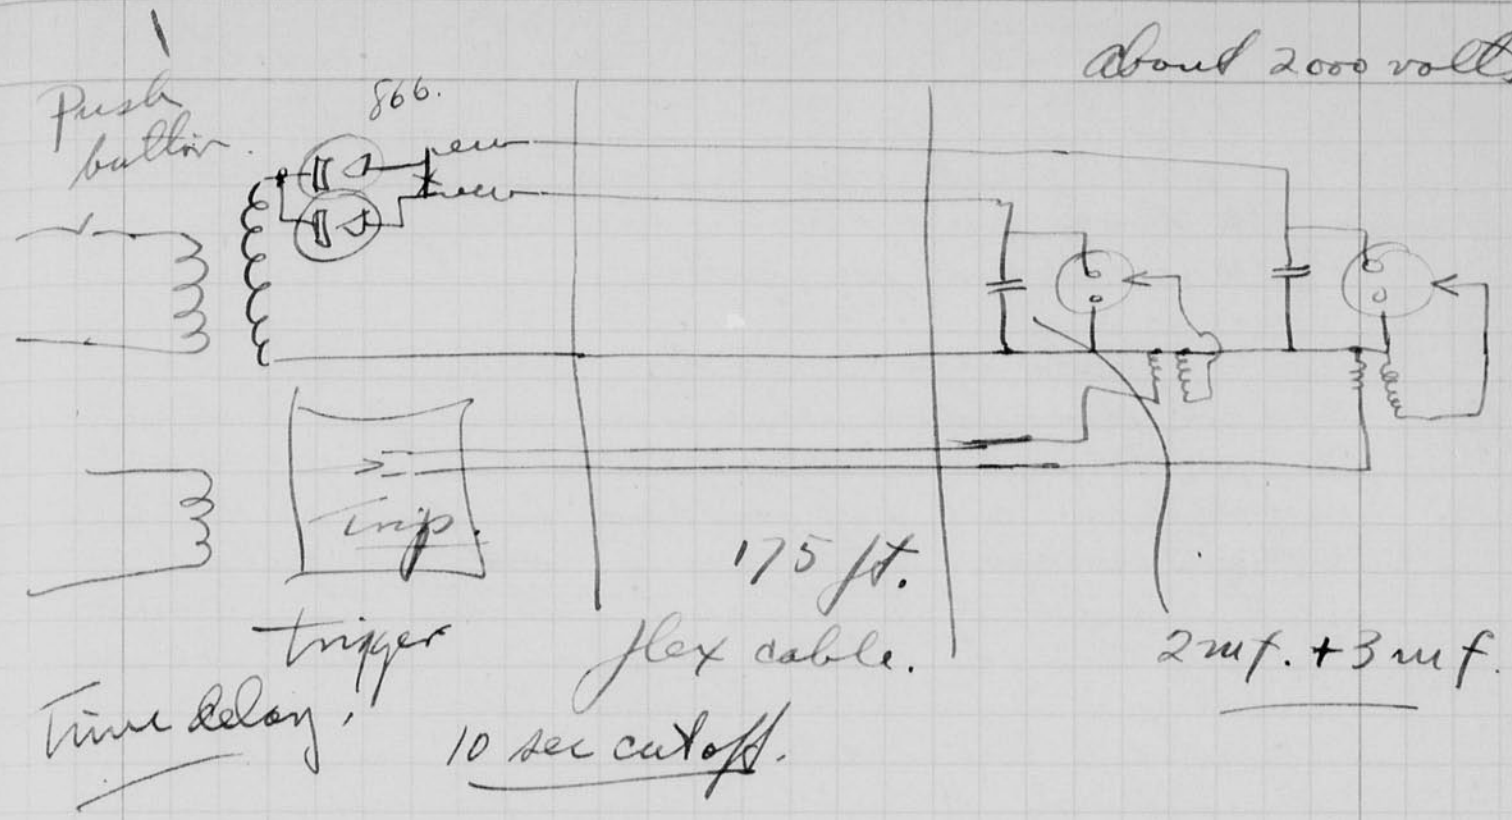 about 2000 volts
Push
button.
866.
Trip.
trigger
175 ft.
flex cable.
2 mf. + 3 mf.
Time delay.
10 sec cutoff.